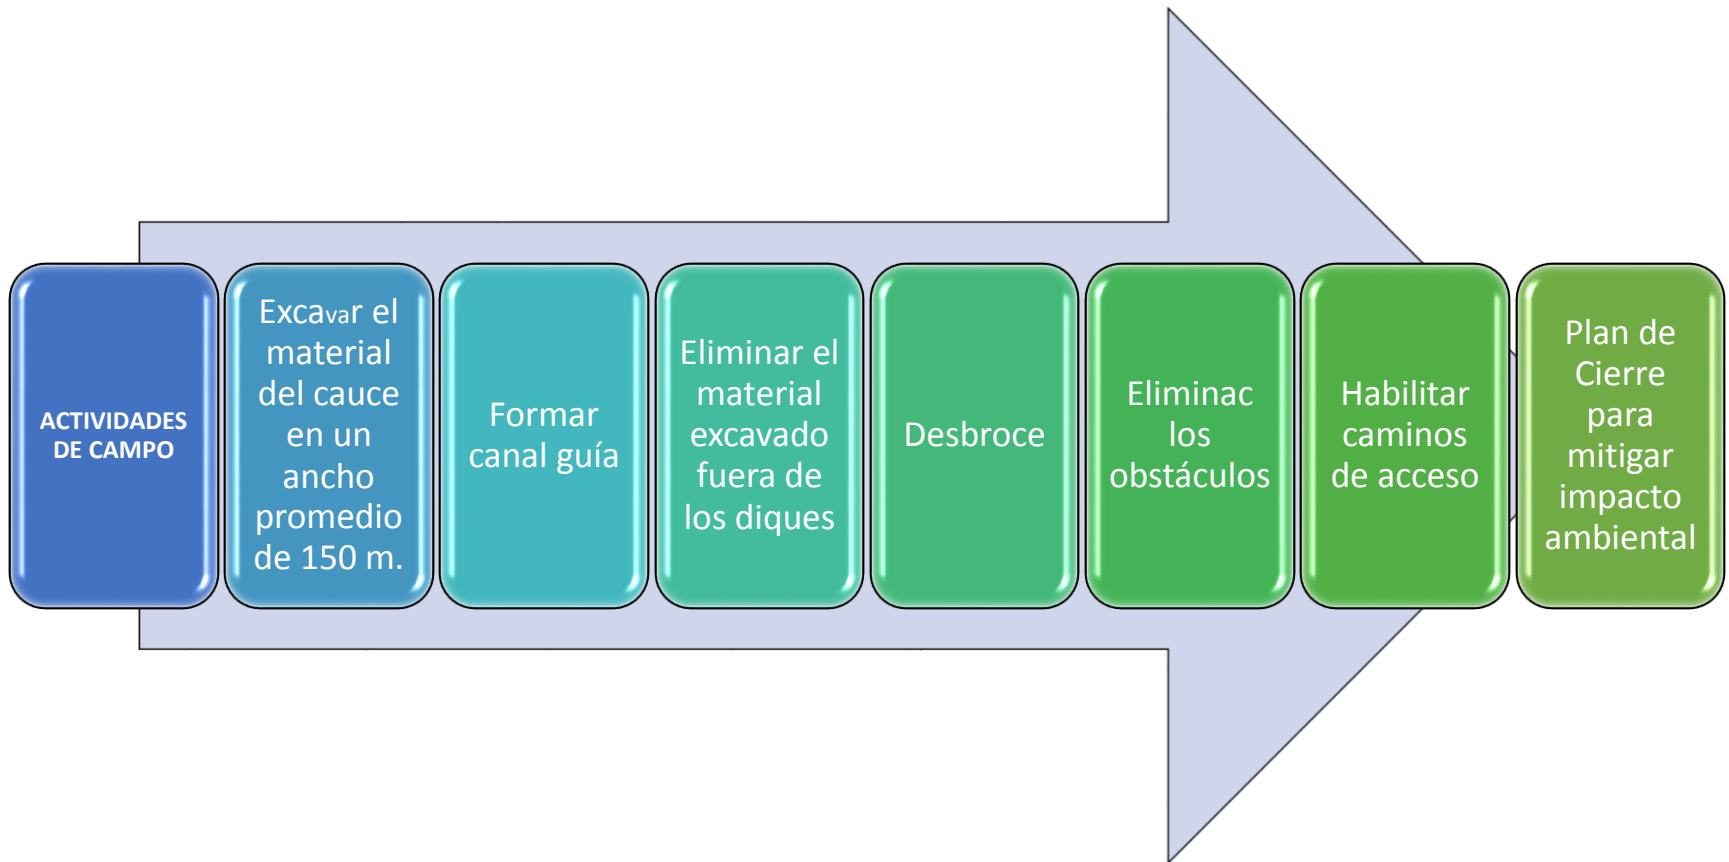 ACTIVIDADES
DE CAMPO
Excavar el
material
del cauce
en un
ancho
promedio
de 150 m.
Formar
canal guía
Eliminar el
material
excavado
fuera de
los diques
Desbroce
Eliminac
los
obstáculos
Habilitar
caminos
de acceso
Plan de
Cierre
para
mitigar
impacto
ambiental